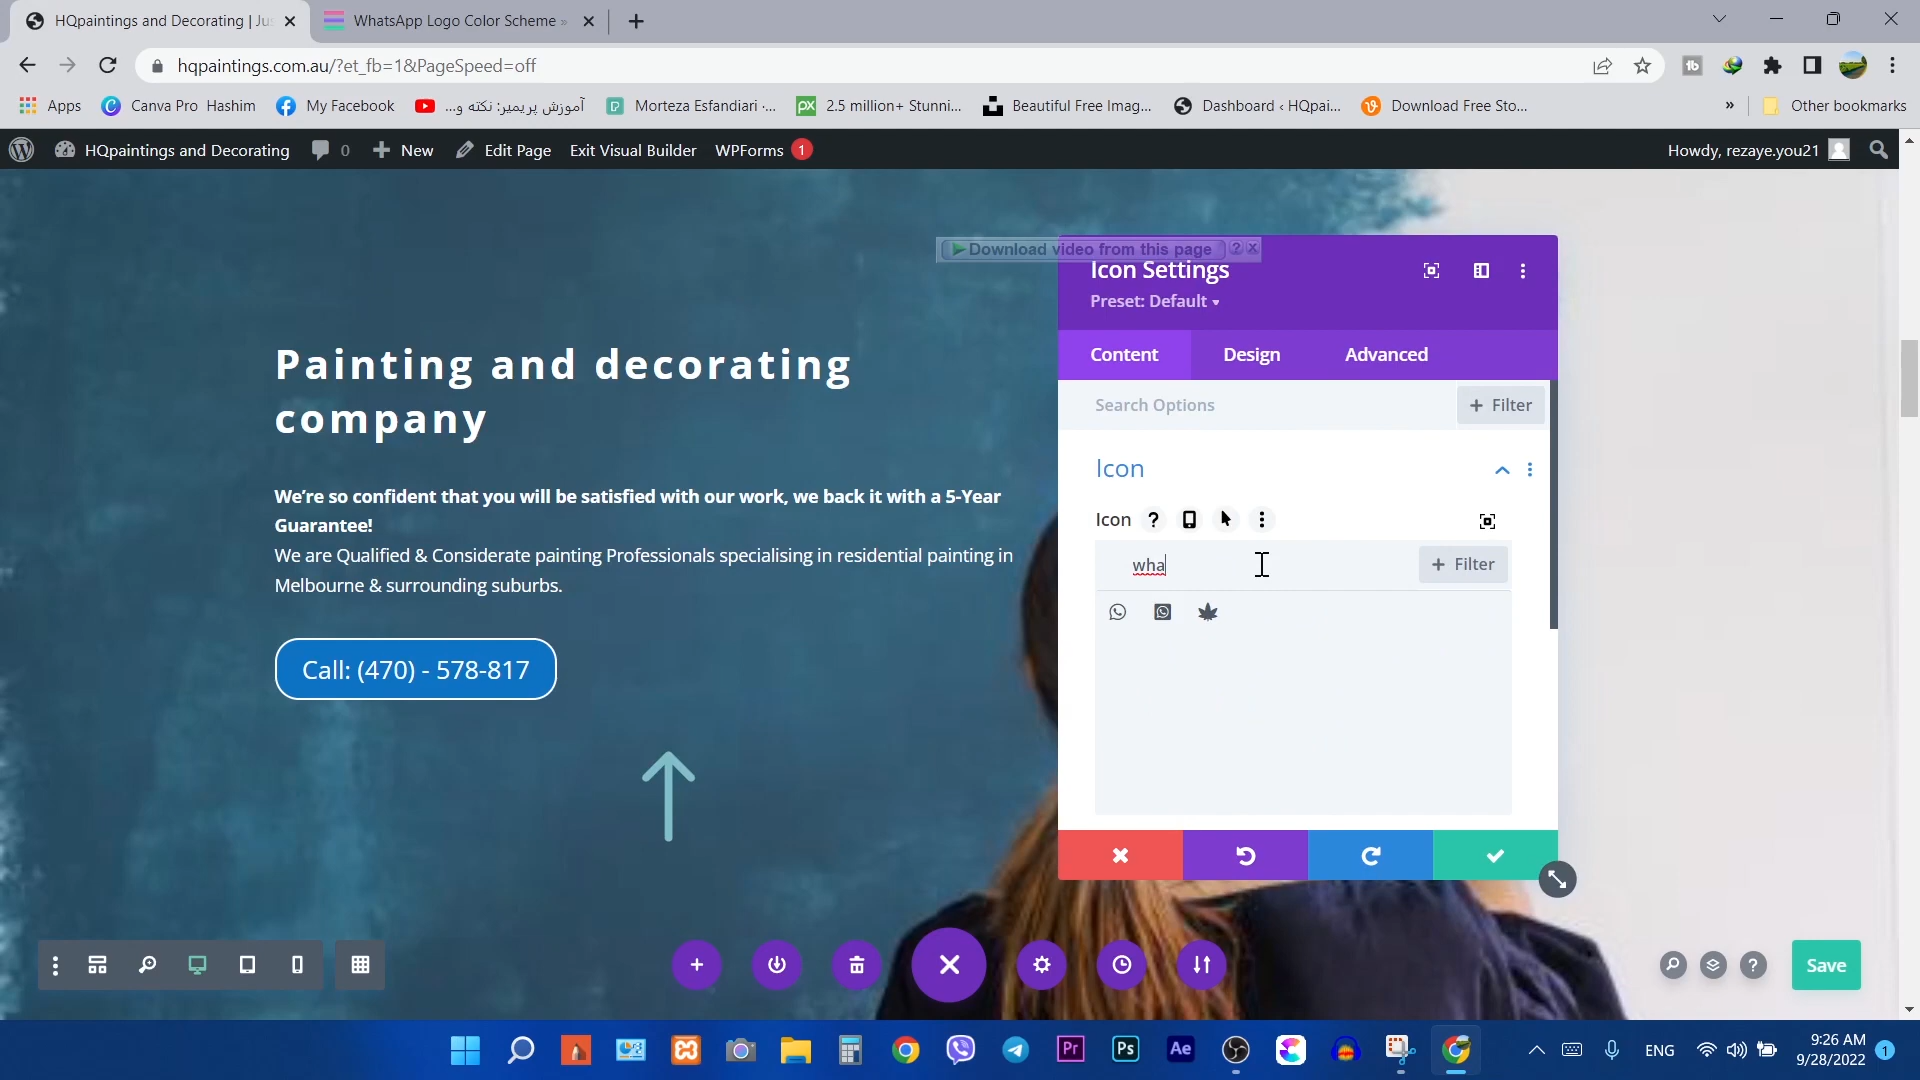 HQpaintings and Decorating | Jus
WhatsApp Logo Color Scheme »
hqpaintings.com.au/?et_fb=1&PageSpeed=off
Apps
Canva Pro Hashim
My Facebook
آموزش پریمیر: نکته و...
Morteza Esfandiari -...
2.5 million+ Stunni...
Beautiful Free Imag...
Dashboard ‹ HQpai...
Download Free Sto...
»
Other bookmarks
HQpaintings and Decorating
0
New
Edit Page
Exit Visual Builder
WPForms 1
Howdy, rezaye.you21
Download video from this page
Icon Settings
Preset: Default
Content
Design
Advanced
Search Options
+ Filter
Icon
Icon
wha
+ Filter
Painting and decorating
company
We're so confident that you will be satisfied with our work, we back it with a 5-Year
Guarantee!
We are Qualified & Considerate painting Professionals specialising in residential painting in
Melbourne & surrounding suburbs.
Call: (470) - 578-817
Save
Pr
Ps
Ae
ENG
9:26 AM
9/28/2022
1